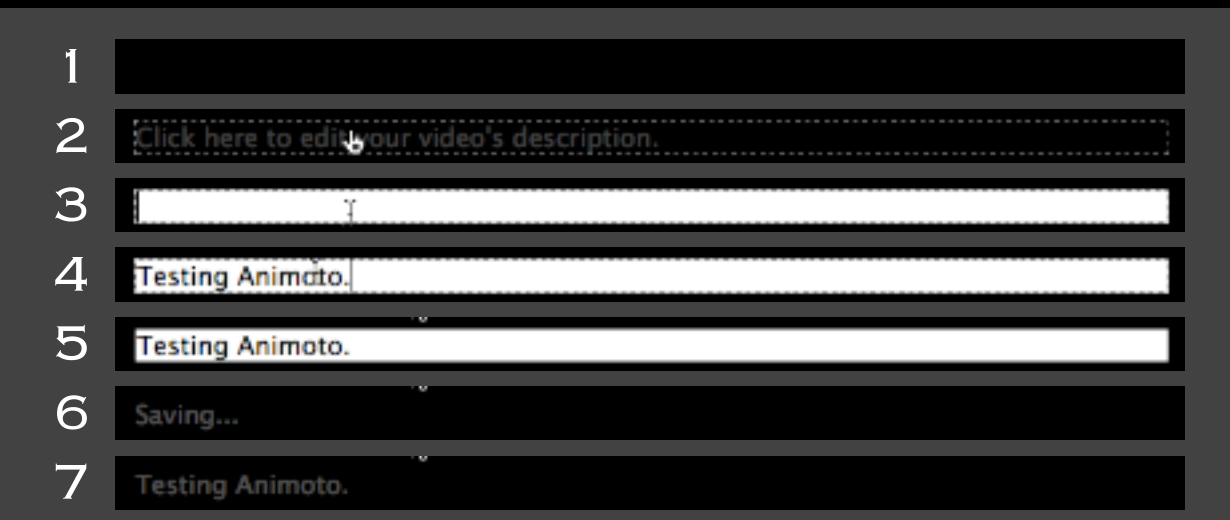 1
2 Click here to edit your video's description.
3
4 Testing Animoto.
5 Testing Animoto.
6 Saving...
7 Testing Animoto.